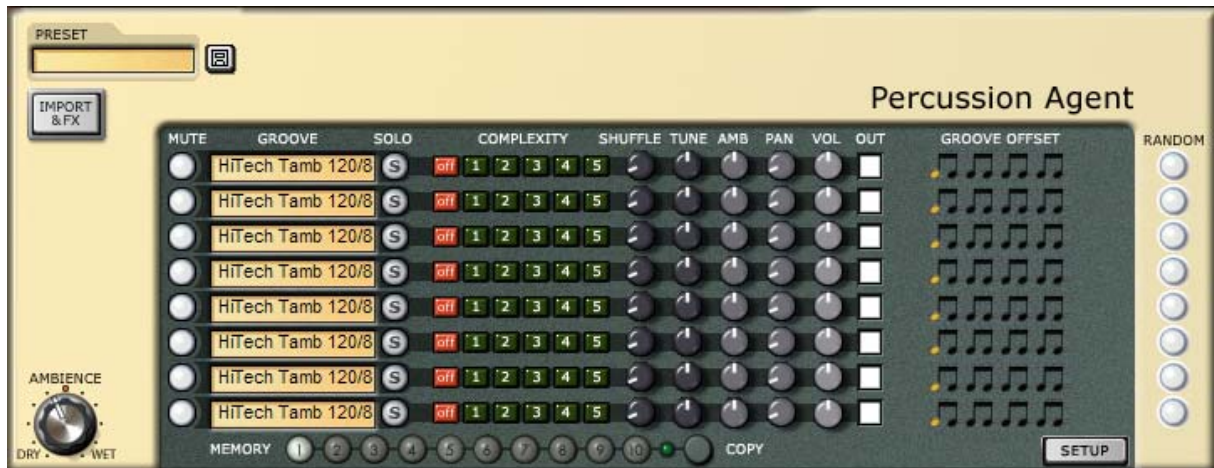 PRESET
IMPORT
&FX
Percussion Agent
MUTE GROOVE SOLO COMPLEXITY SHUFFLE TUNE AMB PAN VOL OUT GROOVE OFFSET RANDOM
HiTech Tamb 120/8 S off 1 2 3 4 5
HiTech Tamb 120/8 S off 1 2 3 4 5
HiTech Tamb 120/8 S off 1 2 3 4 5
HiTech Tamb 120/8 S off 1 2 3 4 5
HiTech Tamb 120/8 S off 1 2 3 4 5
HiTech Tamb 120/8 S off 1 2 3 4 5
HiTech Tamb 120/8 S off 1 2 3 4 5
HiTech Tamb 120/8 S off 1 2 3 4 5
AMBIENCE
DRY WET
MEMORY 1 2 3 4 5 6 7 8 9 10 COPY
SETUP